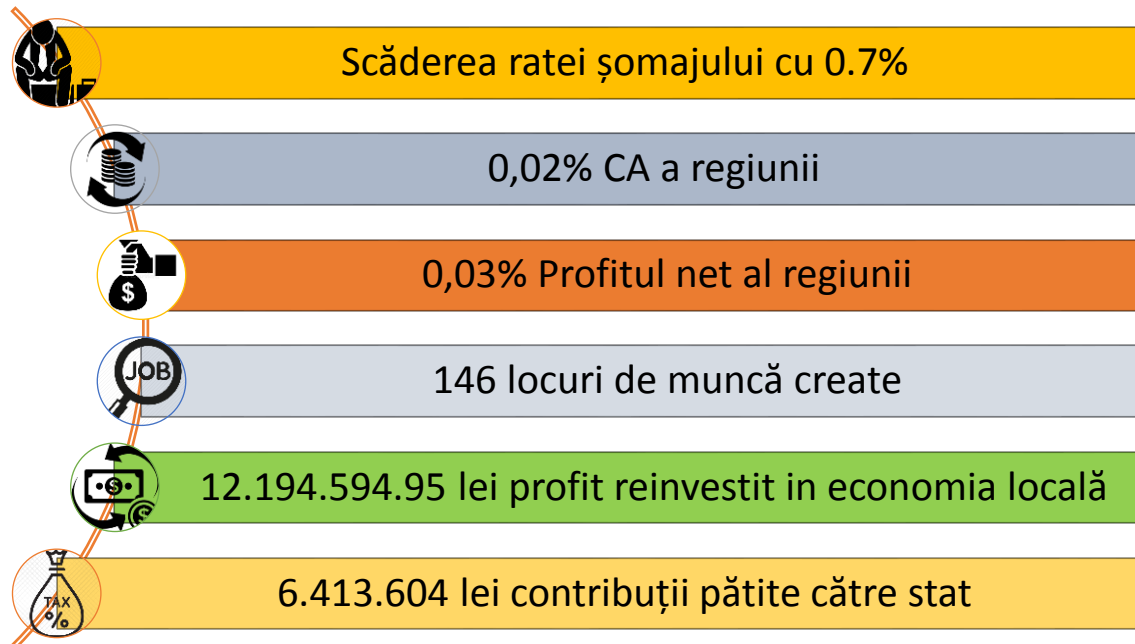 Scăderea ratei șomajului cu 0.7%
0,02% CA a regiunii
0,03% Profitul net al regiunii
JOB
146 locuri de muncă create
12.194.594.95 lei profit reinvestit in economia locală
TAX
%
6.413.604 lei contribuții pătite către stat